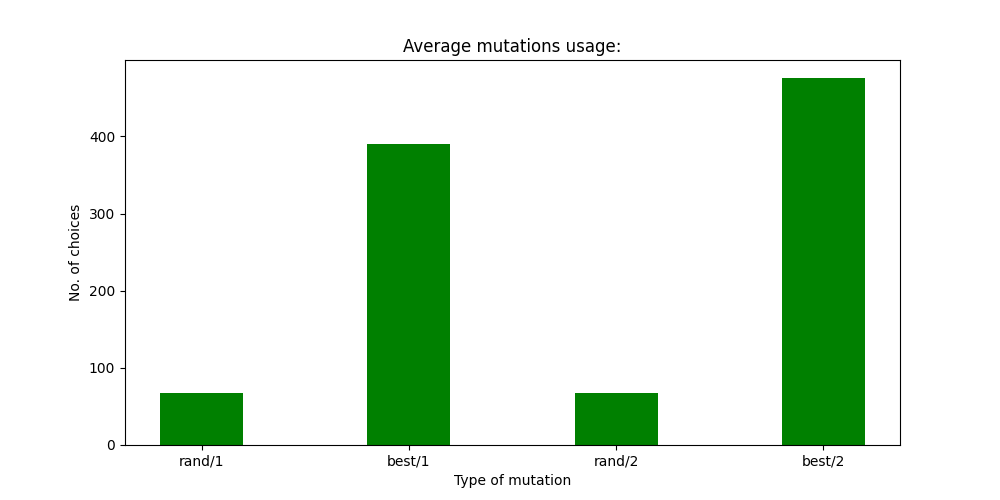 Average mutations usage:
No. of choices
400
300
200
100
0
rand/1
best/1
rand/2
best/2
Type of mutation